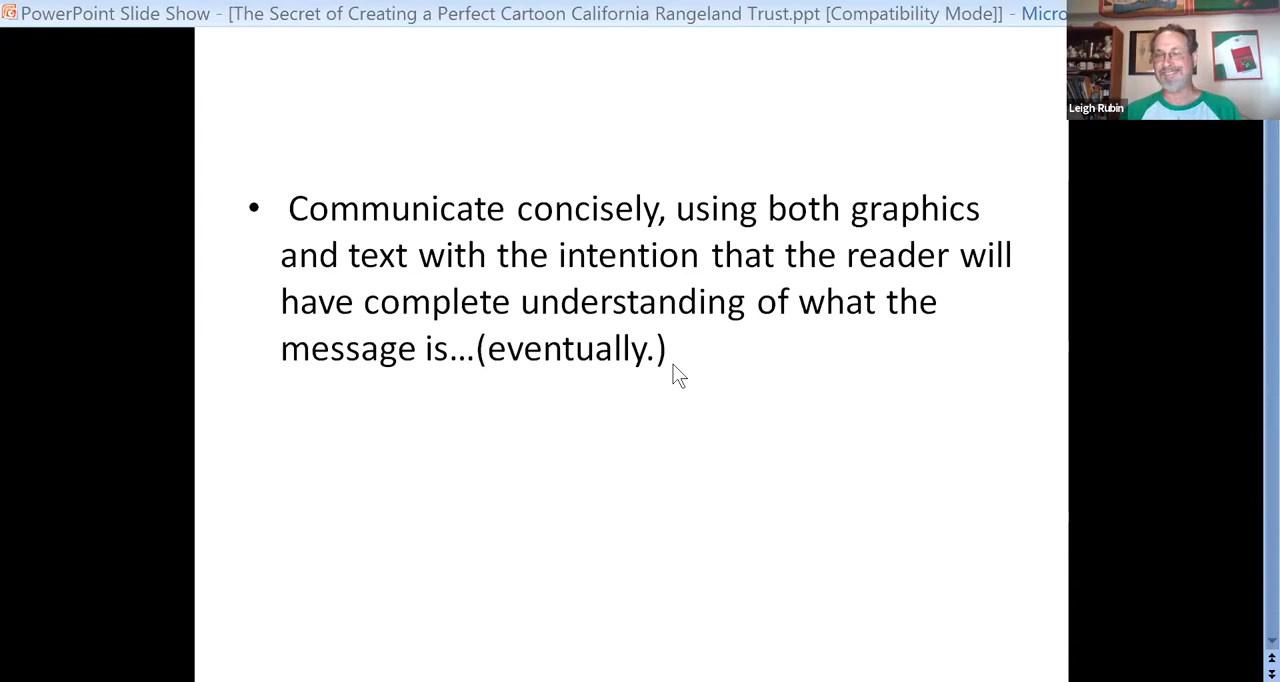 PowerPoint Slide Show - [The Secret of Creating a Perfect Cartoon California Rangeland Trust.ppt [Compatibility Mode]] - Micro
Leigh Rubin
• Communicate concisely, using both graphics
and text with the intention that the reader will
have complete understanding of what the
message is...(eventually.)